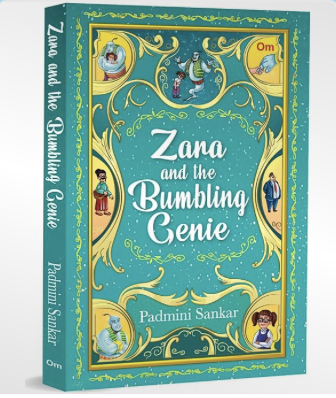 Om
Zara
and the
Bumbling
Genie
Padmini Sankar
Zara and the Bumbling Genie
Padmini Sankar
Om